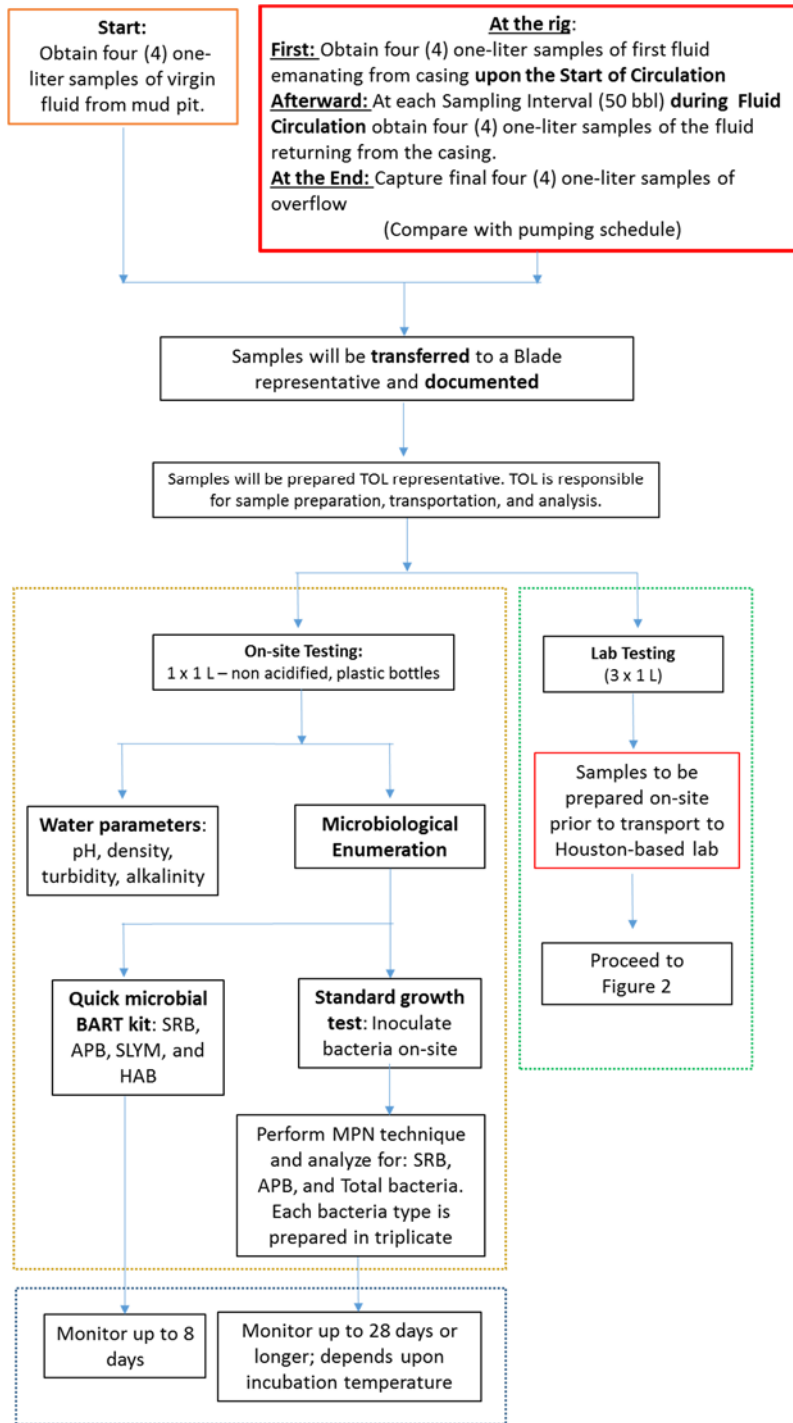 Start:
Obtain four (4) one-
liter samples of virgin
fluid from mud pit.
At the rig:
First: Obtain four (4) one-liter samples of first fluid
emanating from casing upon the Start of Circulation
Afterward: At each Sampling Interval (50 bbl) during Fluid
Circulation obtain four (4) one-liter samples of the fluid
returning from the casing.
At the End: Capture final four (4) one-liter samples of
overflow
(Compare with pumping schedule)
Samples will be transferred to a Blade
representative and documented
Samples will be prepared TOL representative. TOL is responsible
for sample preparation, transportation, and analysis.
On-site Testing:
1 x 1 L – non acidified, plastic bottles
Lab Testing
(3 x 1 L)
Water parameters:
pH, density,
turbidity, alkalinity
Microbiological
Enumeration
Samples to be
prepared on-site
prior to transport to
Houston-based lab
Quick microbial
BART kit: SRB,
APB, SLYM, and
HAB
Standard growth
test: Inoculate
bacteria on-site
Proceed to
Figure 2
Perform MPN technique
and analyze for: SRB,
APB, and Total bacteria.
Each bacteria type is
prepared in triplicate
Monitor up to 8
days
Monitor up to 28 days or
longer; depends upon
incubation temperature